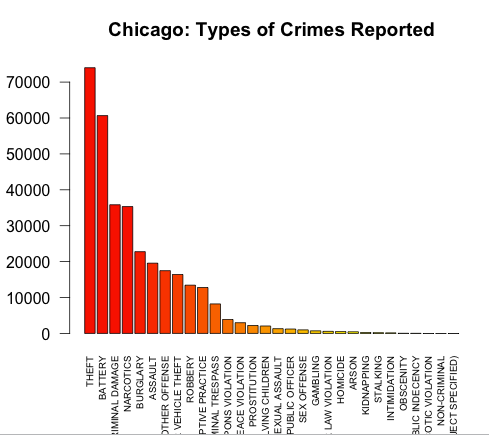 Chicago: Types of Crimes Reported
70000
60000
50000
40000
30000
20000
10000
0
THEFT
BATTERY
RIMINAL DAMAGE
NARCOTICS
BURGLARY
ASSAULT
OTHER OFFENSE
VEHICLE THEFT
ROBBERY
PTIVE PRACTICE
MINAL TRESPASS
PONS VIOLATION
EACE VIOLATION
PROSTITUTION
LVING CHILDREN
EXUAL ASSAULT
PUBLIC OFFICER
SEX OFFENSE
GAMBLING
LAW VIOLATION
HOMICIDE
ARSON
KIDNAPPING
STALKING
INTIMIDATION
OBSCENITY
BLIC INDECENCY
OTIC VIOLATION
NON-CRIMINAL
JECT SPECIFIED)